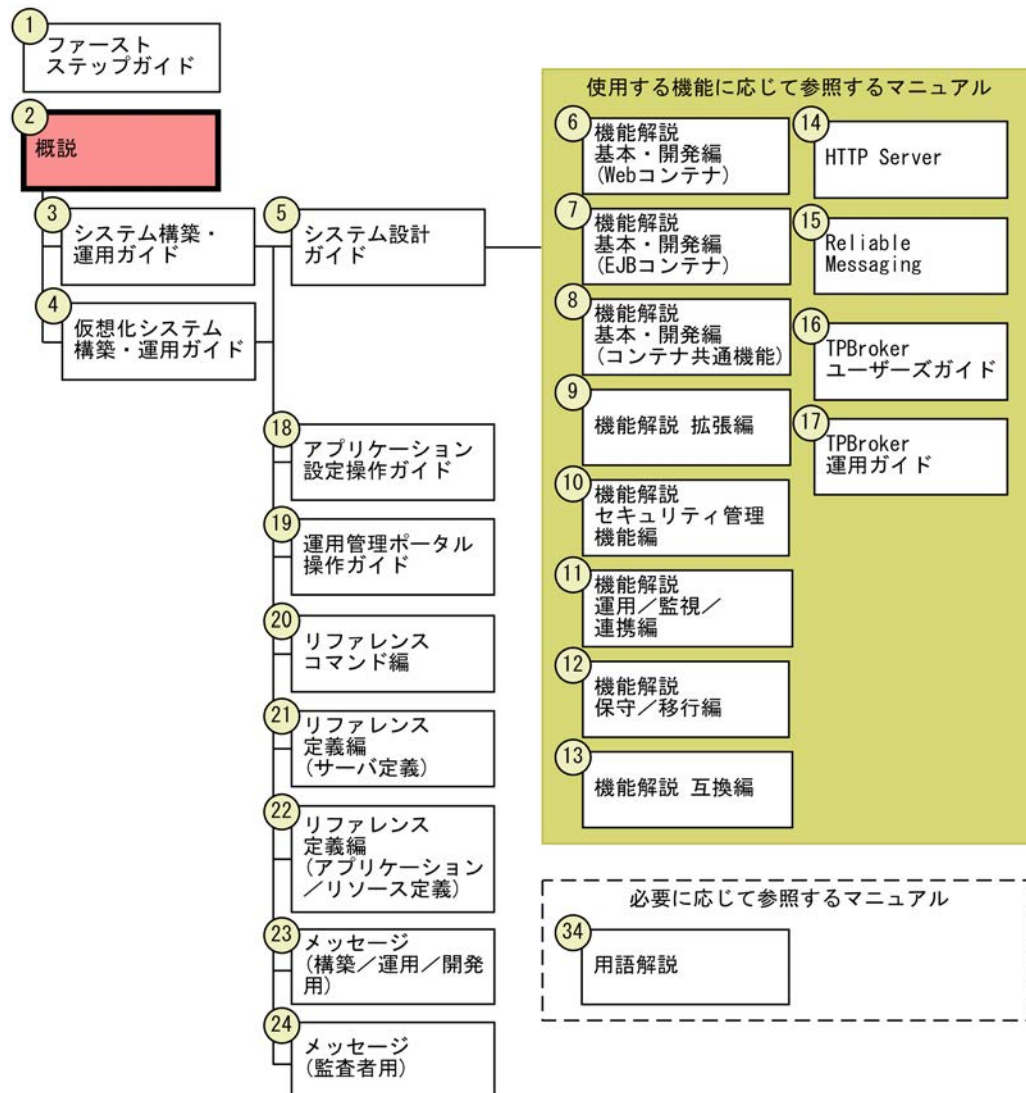 1
ファースト
ステップガイド
2
概説
3
システム構築・
運用ガイド
4
仮想化システム
構築・運用ガイド
5
システム設計
ガイド
使用する機能に応じて参照するマニュアル
6
機能解説
基本・開発編
(Webコンテナ)
7
機能解説
基本・開発編
(EJBコンテナ)
8
機能解説
基本・開発編
(コンテナ共通機能)
9
機能解説 拡張編
10
機能解説
セキュリティ管理
機能編
11
機能解説
運用／監視／
連携編
12
機能解説
保守／移行編
13
機能解説 互換編
14
HTTP Server
15
Reliable
Messaging
16
TPBroker
ユーザーズガイド
17
TPBroker
運用ガイド
18
アプリケーション
設定操作ガイド
19
運用管理ポータル
操作ガイド
20
リファレンス
コマンド編
21
リファレンス
定義編
(サーバ定義)
22
リファレンス
定義編
(アプリケーション
／リソース定義)
23
メッセージ
(構築／運用／開発
用)
24
メッセージ
(監査者用)
必要に応じて参照するマニュアル
34
用語解説